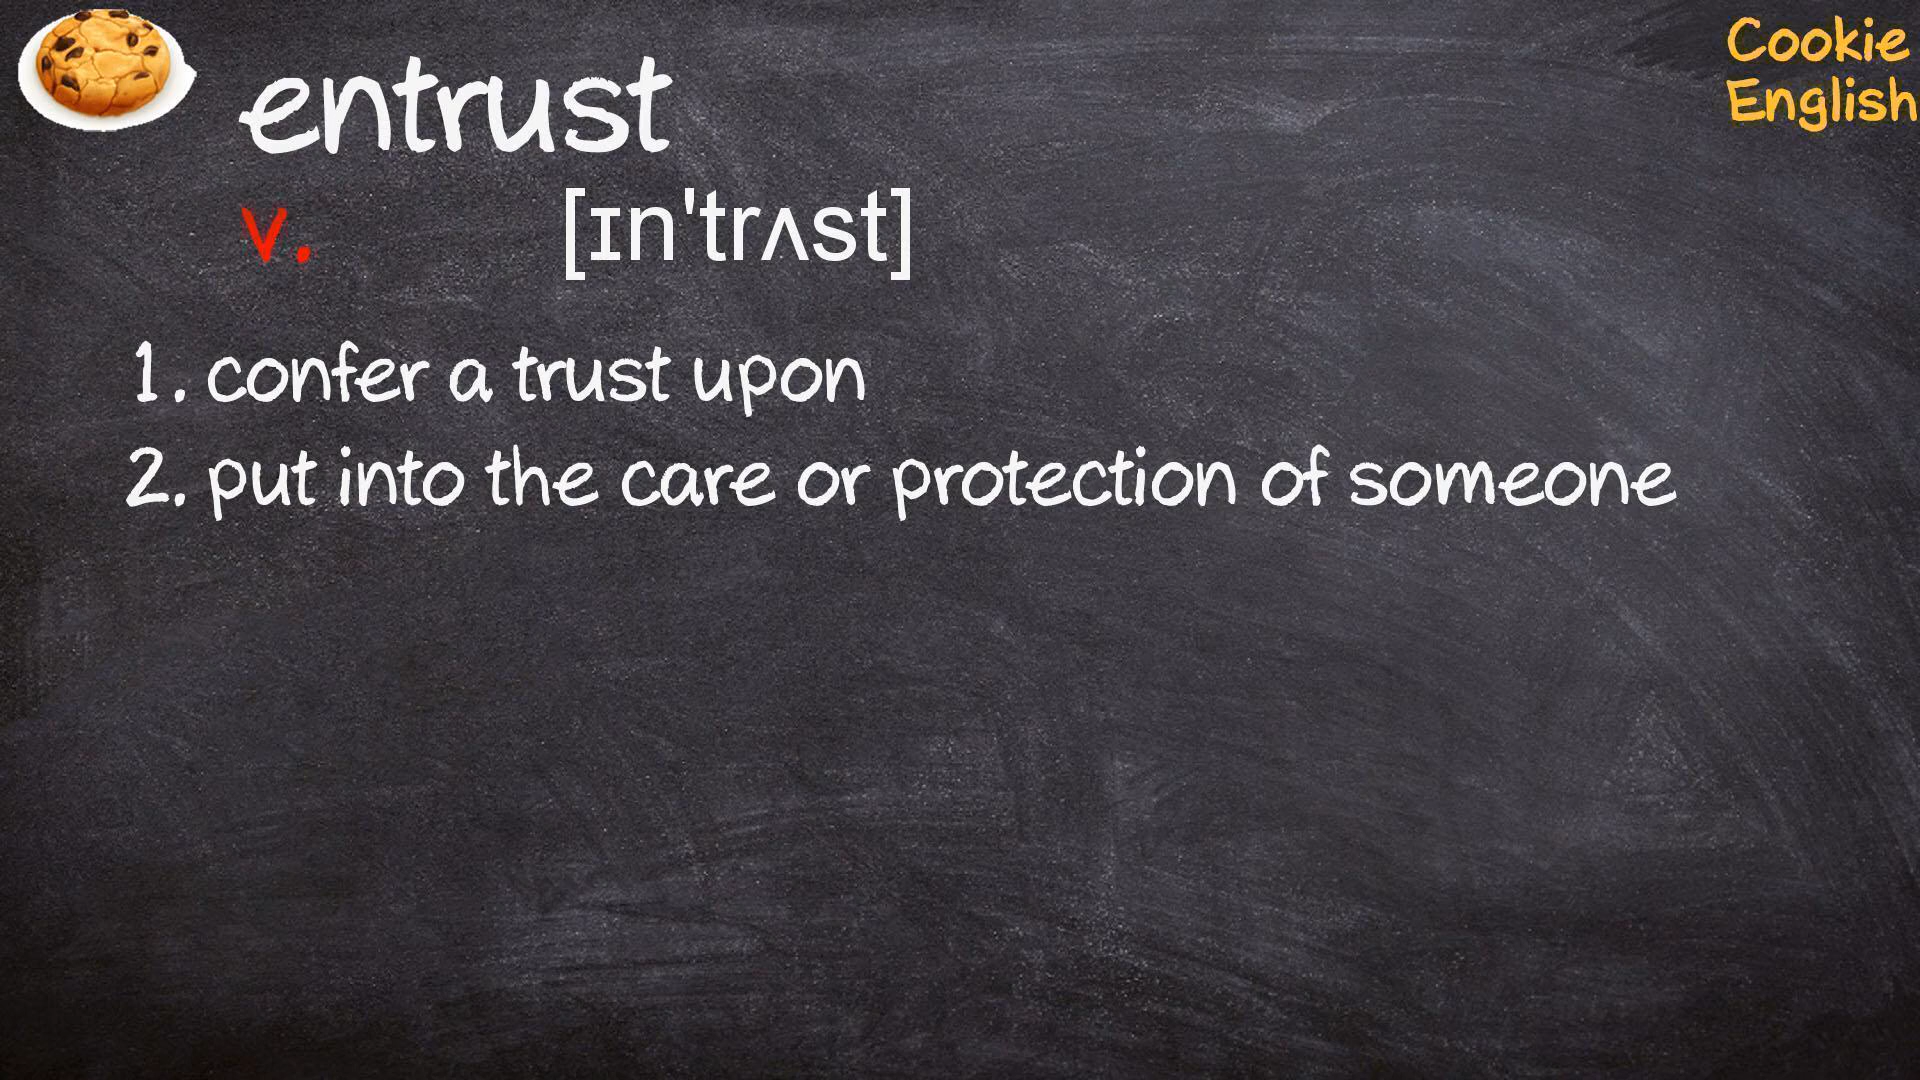 entrust
Cookie
English
v. [ɪn'trʌst]
1. confer a trust upon
2. put into the care or protection of someone